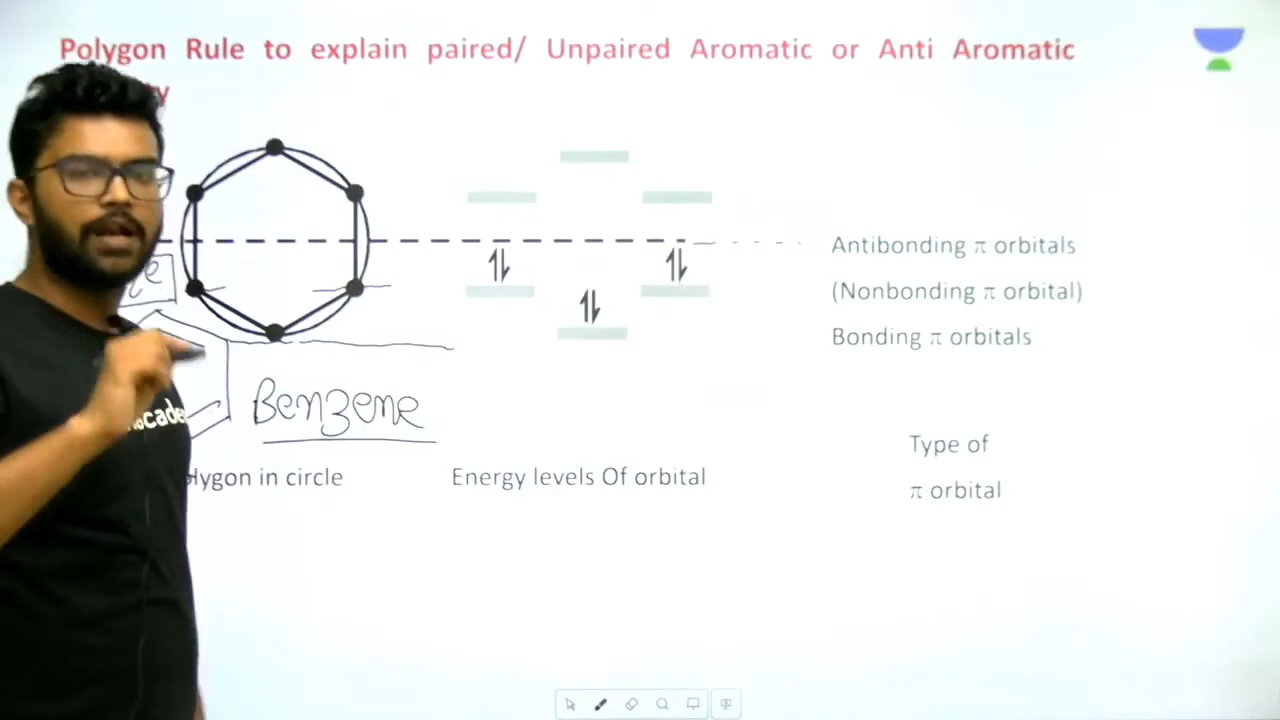 Polygon Rule to explain paired/ Unpaired Aromatic or Anti Aromatic
Antibonding π orbitals
(Nonbonding π orbital)
Bonding π orbitals
Benzene
Type of
π orbital
lygon in circle
Energy levels Of orbital